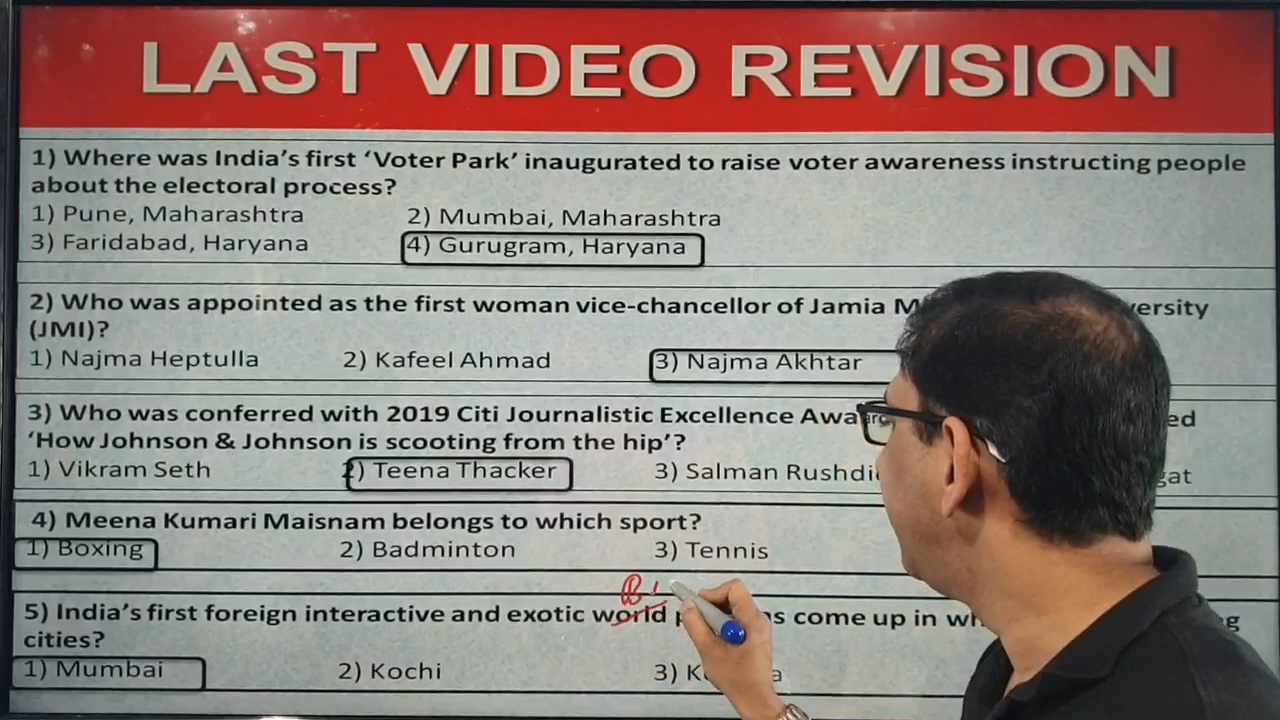 LAST VIDEO REVISION
1) Where was India's first ‘Voter Park’ inaugurated to raise voter awareness instructing people
about the electoral process?
1) Pune, Maharashtra 2) Mumbai, Maharashtra
3) Faridabad, Haryana 4) Gurugram, Haryana
2) Who was appointed as the first woman vice-chancellor of Jamia
(JMI)?
1) Najma Heptulla 2) Kafeel Ahmad 3) Najma Akhtar
3) Who was conferred with 2019 Citi Journalistic Excellence
‘How Johnson & Johnson is scooting from the hip’?
1) Vikram Seth 2) Teena Thacker 3) Salman
4) Meena Kumari Maisnam belongs to which sport?
1) Boxing 2) Badminton 3) Tennis
5) India's first foreign interactive and exotic world come up in
cities?
1) Mumbai 2) Kochi 3)